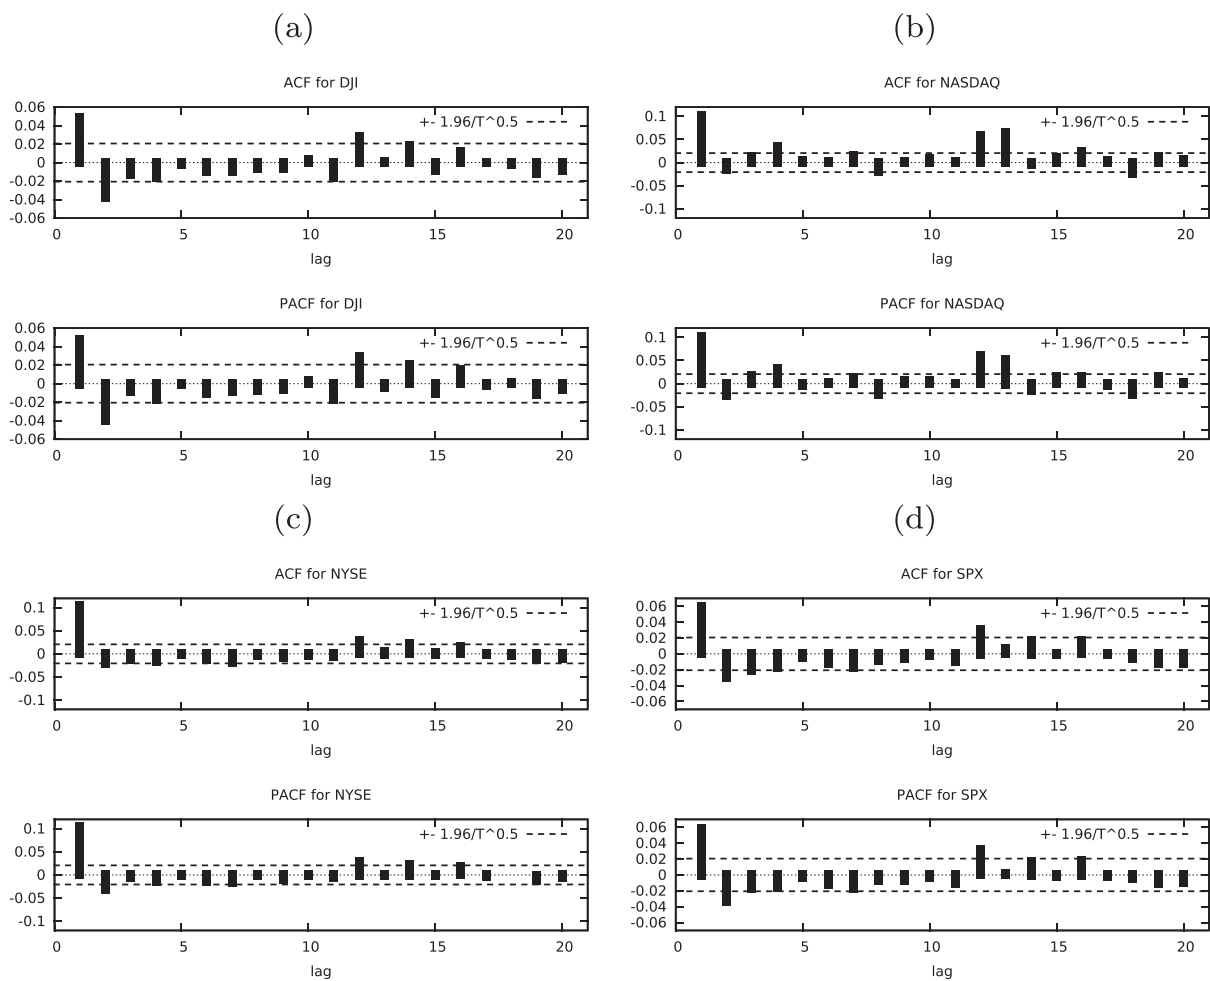 (a)
ACF for DJI
0.06
0.04
0.02
0
-0.02
-0.04
-0.06
+- 1.96/T^0.5
0 5 10 15 20
lag
PACF for DJI
0.06
0.04
0.02
0
-0.02
-0.04
-0.06
+- 1.96/T^0.5
0 5 10 15 20
lag
(b)
ACF for NASDAQ
0.1
0.05
0
-0.05
-0.1
+- 1.96/T^0.5
0 5 10 15 20
lag
PACF for NASDAQ
0.1
0.05
0
-0.05
-0.1
+- 1.96/T^0.5
0 5 10 15 20
lag
(c)
ACF for NYSE
0.1
0.05
0
-0.05
-0.1
+- 1.96/T^0.5
0 5 10 15 20
lag
PACF for NYSE
0.1
0.05
0
-0.05
-0.1
+- 1.96/T^0.5
0 5 10 15 20
lag
(d)
ACF for SPX
0.06
0.04
0.02
0
-0.02
-0.04
-0.06
+- 1.96/T^0.5
0 5 10 15 20
lag
PACF for SPX
0.06
0.04
0.02
0
-0.02
-0.04
-0.06
+- 1.96/T^0.5
0 5 10 15 20
lag